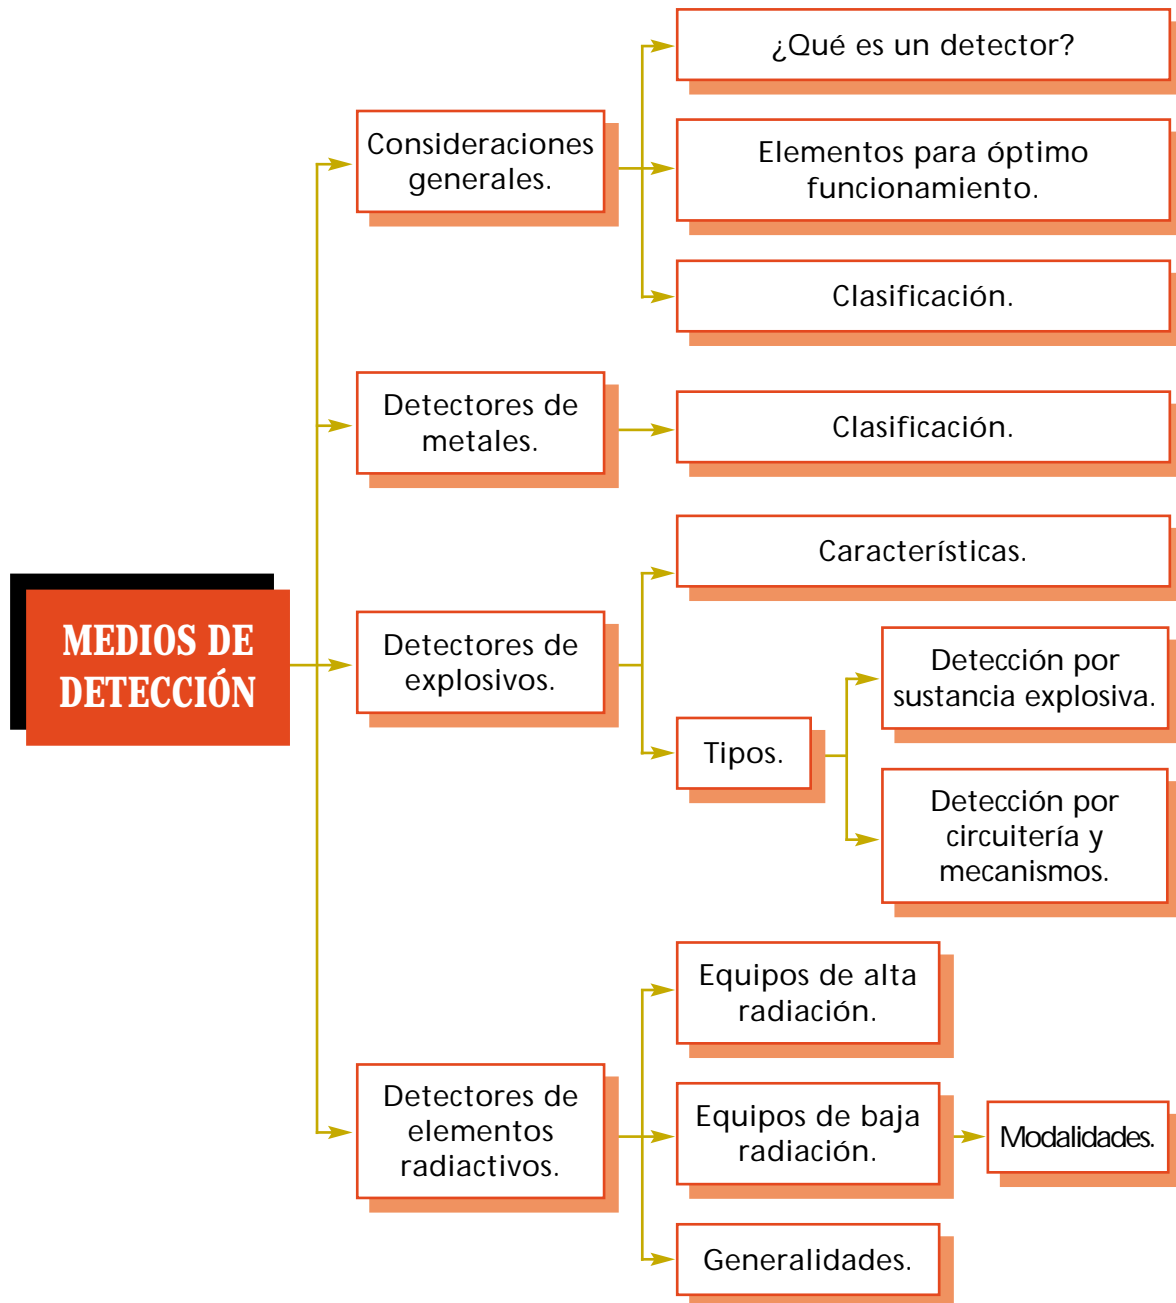 MEDIOS DE
DETECCIÓN
Consideraciones
generales.
¿Qué es un detector?
Elementos para óptimo
funcionamiento.
Clasificación.
Detectores de
metales.
Clasificación.
Detectores de
explosivos.
Característísticas.
Tipos.
Detección por
sustancia explosiva.
Detección por
circuitería y
mecanismos.
Detectores de
elementos
radiactivos.
Equipos de alta
radiación.
Equipos de baja
radiación.
Modalidades.
Generalidades.